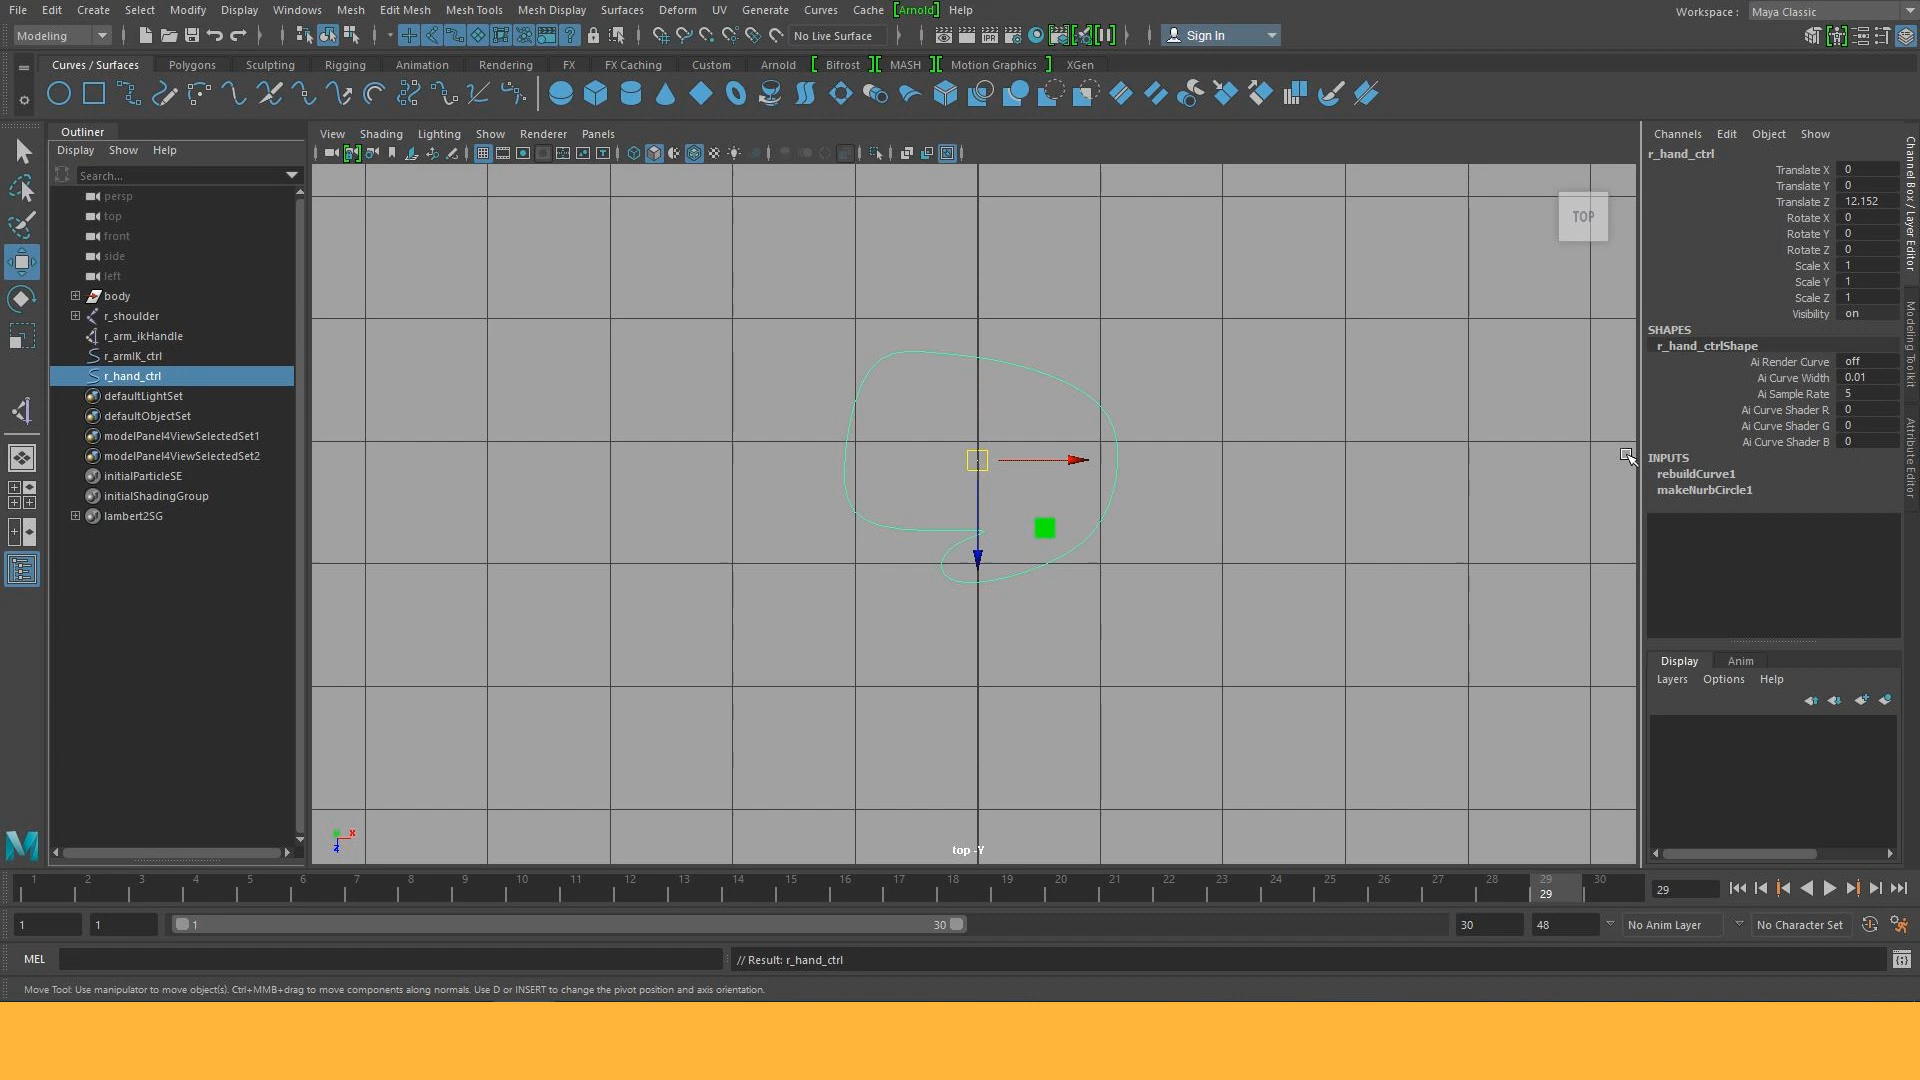 File Edit Create Select Modify Display Windows Mesh Edit Mesh Mesh Tools Mesh Display Surfaces Deform UV Generate Curves Cache [Arnold] Help
Workspace : Maya Classic
Modeling
No Live Surface
Sign In
Curves / Surfaces Polygons Sculpting Rigging Animation Rendering FX FX Caching Custom Arnold Bifrost MASH Motion Graphics XGen
Outliner
Display Show Help
Search...
persp
top
front
side
left
body
r_shoulder
r_arm_ikHandle
r_armIK_ctrl
r_hand_ctrl
defaultLightSet
defaultObjectSet
modelPanel4ViewSelectedSet1
modelPanel4ViewSelectedSet2
initialParticleSE
initialShadingGroup
lambert2SG
View Shading Lighting Show Renderer Panels
TOP
x
z
top -Y
Channels Edit Object Show
r_hand_ctrl
Translate X 0
Translate Y 0
Translate Z 12.152
Rotate X 0
Rotate Y 0
Rotate Z 0
Scale X 1
Scale Y 1
Scale Z 1
Visibility on
SHAPES
r_hand_ctrlShape
Ai Render Curve off
Ai Curve Width 0.01
Ai Sample Rate 5
Ai Curve Shader R 0
Ai Curve Shader G 0
Ai Curve Shader B 0
INPUTS
rebuildCurve1
makeNurbCircle1
Display Anim
Layers Options Help
Channel Box / Layer Editor
Modeling Toolkit
Attribute Editor
1 2 3 4 5 6 7 8 9 10 11 12 13 14 15 16 17 18 19 20 21 22 23 24 25 26 27 28 29 30
29
29
1 1 1 30 30 48 No Anim Layer No Character Set
MEL
// Result: r_hand_ctrl
Move Tool: Use manipulator to move object(s). Ctrl+MMB+drag to move components along normals. Use D or INSERT to change the pivot position and axis orientation.